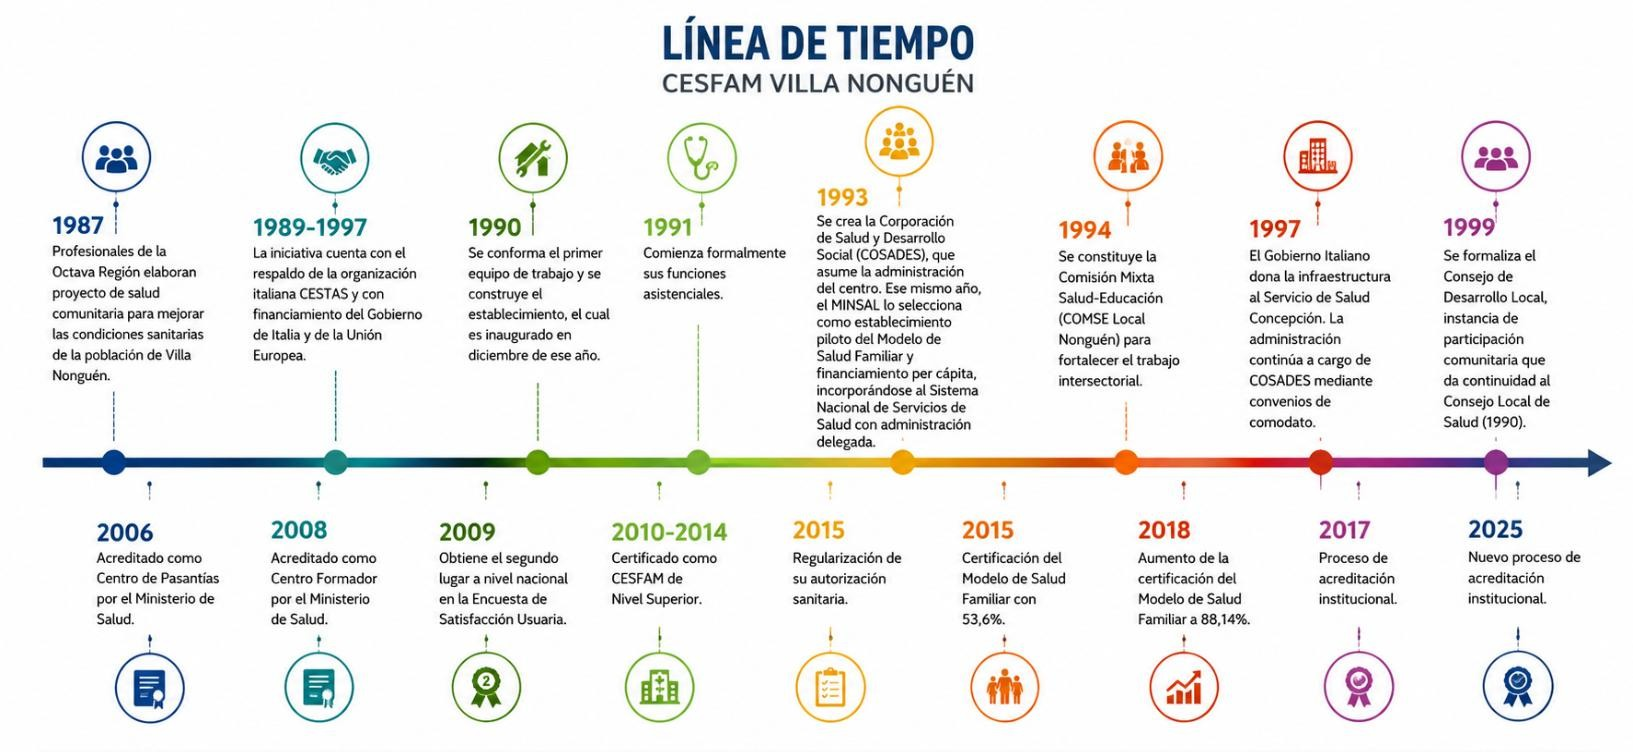 LÍNEA DE TIEMPO
CESFAM VILLA NONGUÉN
1987
Profesionales de la
Octava Región elaboran
proyecto de salud
comunitaria para mejorar
las condiciones sanitarias
de la población de Villa
Nonguén.
1989-1997
La iniciativa cuenta con el
respaldo de la organización
italiana CESTAS y con
financiamiento del Gobierno
de Italia y de la Unión
Europea.
1990
Se conforma el primer
equipo de trabajo y se
construye el
establecimiento, el cual
es inaugurado en
diciembre de ese año.
1991
Comienza formalmente
sus funciones
asistenciales.
1993
Se crea la Corporación
de Salud y Desarrollo
Social (COSADES), que
asume la administración
del centro. Ese mismo año,
el MINSAL lo selecciona
como establecimiento
piloto del Modelo de
Salud Familiar y
financiamiento per cápita,
incorporándose al Sistema
Nacional de Servicios de
Salud con administración
delegada.
1994
Se constituye la
Comisión Mixta
Salud-Educación
(COMSE Local
Nonguén) para
fortalecer el trabajo
intersectorial.
1997
El Gobierno Italiano
dona la infraestructura
al Servicio de Salud
Concepción. La
administración
continúa a cargo de
COSADES mediante
convenios de
comodato.
1999
Se formaliza el
Consejo de
Desarrollo Local,
instancia de
participación
comunitaria que
da continuidad al
Consejo Local de
Salud (1990).
2006
Acreditado como
Centro de Pasantías
por el Ministerio de
Salud.
2008
Acreditado como
Centro Formador
por el Ministerio
de Salud.
2009
Obtiene el segundo
lugar a nivel nacional
en la Encuesta de
Satisfacción Usuaria.
2
2010-2014
Certificado como
CESFAM de
Nivel Superior.
2015
Regularización de
su autorización
sanitaria.
2015
Certificación del
Modelo de Salud
Familiar con
53,6%.
2018
Aumento de la
certificación del
Modelo de Salud
Familiar a 88,14%.
2017
Proceso de
acreditación
institucional.
2025
Nuevo proceso de
acreditación
institucional.